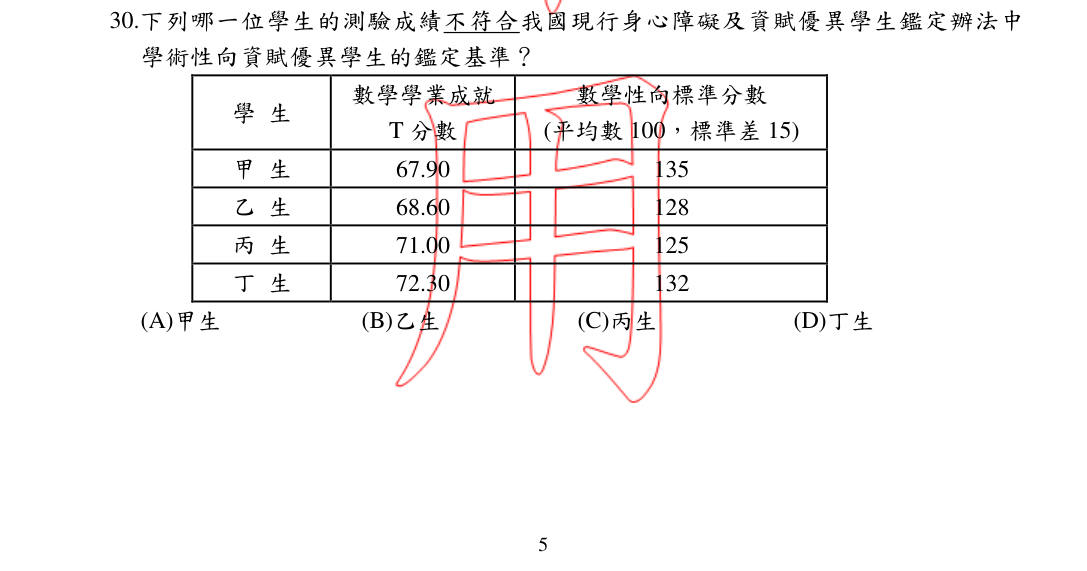 30.下列哪一位學生的測驗成績不符合我國現行身心障礙及資賦優異學生鑑定辦法中
學術性向資賦優異學生的鑑定基準？
學 生 數學學業成就 T 分數 數學性向標準分數 (平均數 100，標準差 15)
甲 生 67.90 135
乙 生 68.60 128
丙 生 71.00 125
丁 生 72.30 132
(A)甲生 (B)乙生 (C)丙生 (D)丁生
用
5